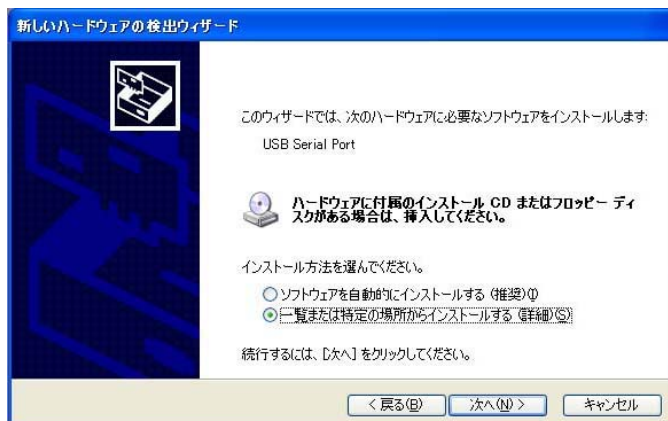 新しいハードウェアの検出ウィザード
このウィザードでは、次のハードウェアに必要なソフトウェアをインストールします:
USB Serial Port
ハードウェアに付属のインストール CD またはフロッピー ディ
スクがある場合は、挿入してください。
インストール方法を選んでください。
ソフトウェアを自動的にインストールする (推奨)(I)
一覧または特定の場所からインストールする (詳細)(S)
続行するには、[次へ] をクリックしてください。
< 戻る(B) 次へ(N) > キャンセル